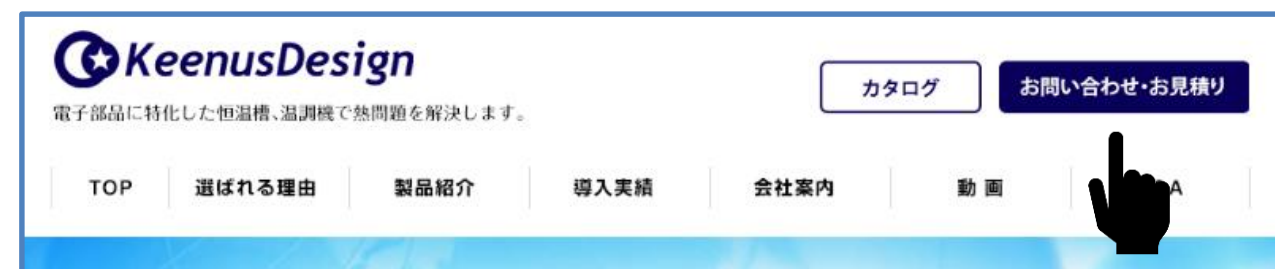 KeenusDesign
電子部品に特化した恒温槽、温調機で熱問題を解決します。
カタログ
お問い合わせ・お見積り
TOP
選ばれる理由
製品紹介
導入実績
会社案内
動 画
A